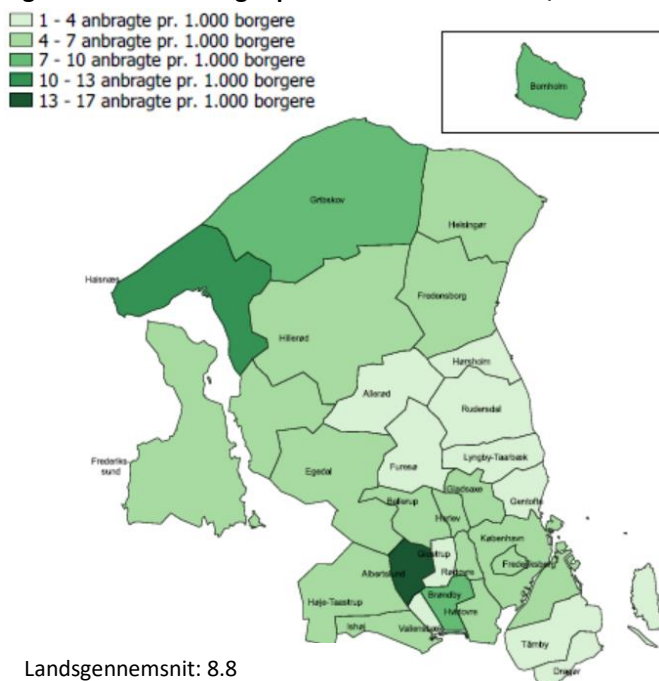 1 - 4 anbragte pr. 1.000 borgere
4 - 7 anbragte pr. 1.000 borgere
7 - 10 anbragte pr. 1.000 borgere
10 - 13 anbragte pr. 1.000 borgere
13 - 17 anbragte pr. 1.000 borgere
Bornholm
Gribskov
Helsingør
Halsnæs
Fredensborg
Hillerød
Hørsholm
Allerød
Rudersdal
Frederiks
sund
Egedal
Furesø
Lyngby-Taarbæk
Gladsaxe
Gentofte
Ballerup
Herlev
København
Glostrup
Frederiksberg
Albertslund
Rødovre
Brøndby
Høje-Taastrup
Hvidovre
Ishøj
Vallensbæk
Tårnby
Dragør
Landsgennemsnit: 8.8